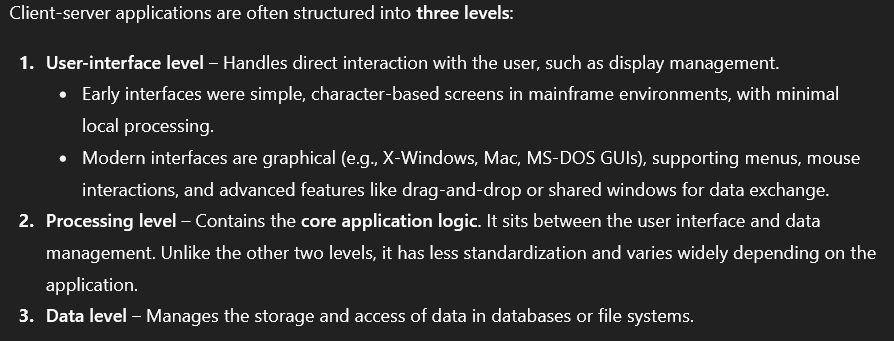 Client-server applications are often structured into three levels:
1. User-interface level – Handles direct interaction with the user, such as display management.
• Early interfaces were simple, character-based screens in mainframe environments, with minimal
local processing.
• Modern interfaces are graphical (e.g., X-Windows, Mac, MS-DOS GUIs), supporting menus, mouse
interactions, and advanced features like drag-and-drop or shared windows for data exchange.
2. Processing level – Contains the core application logic. It sits between the user interface and data
management. Unlike the other two levels, it has less standardization and varies widely depending on the
application.
3. Data level – Manages the storage and access of data in databases or file systems.